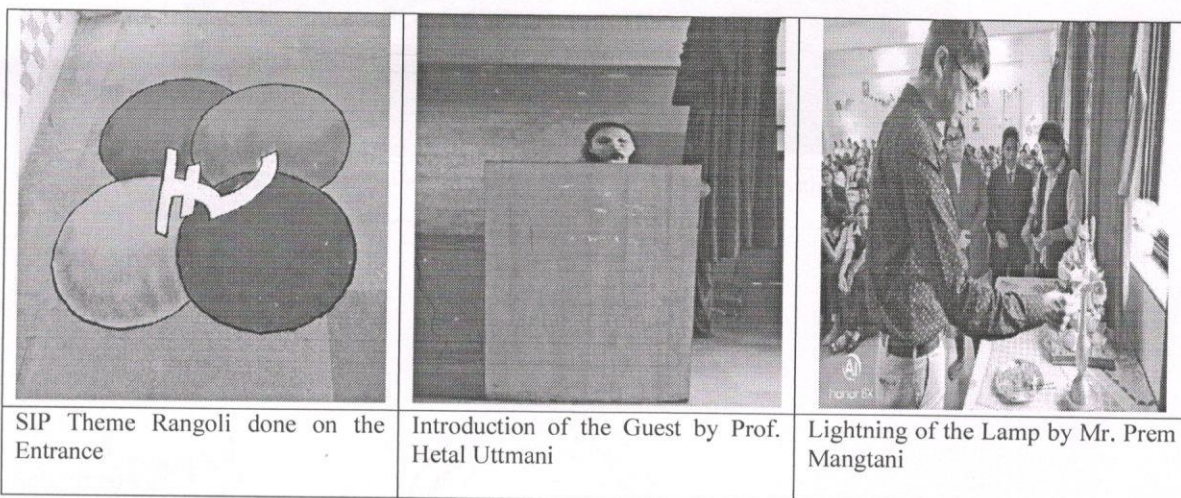 AI
honor 8X
SIP Theme Rangoli done on the
Entrance
Introduction of the Guest by Prof.
Hetal Uttmani
Lightning of the Lamp by Mr. Prem
Mangtani